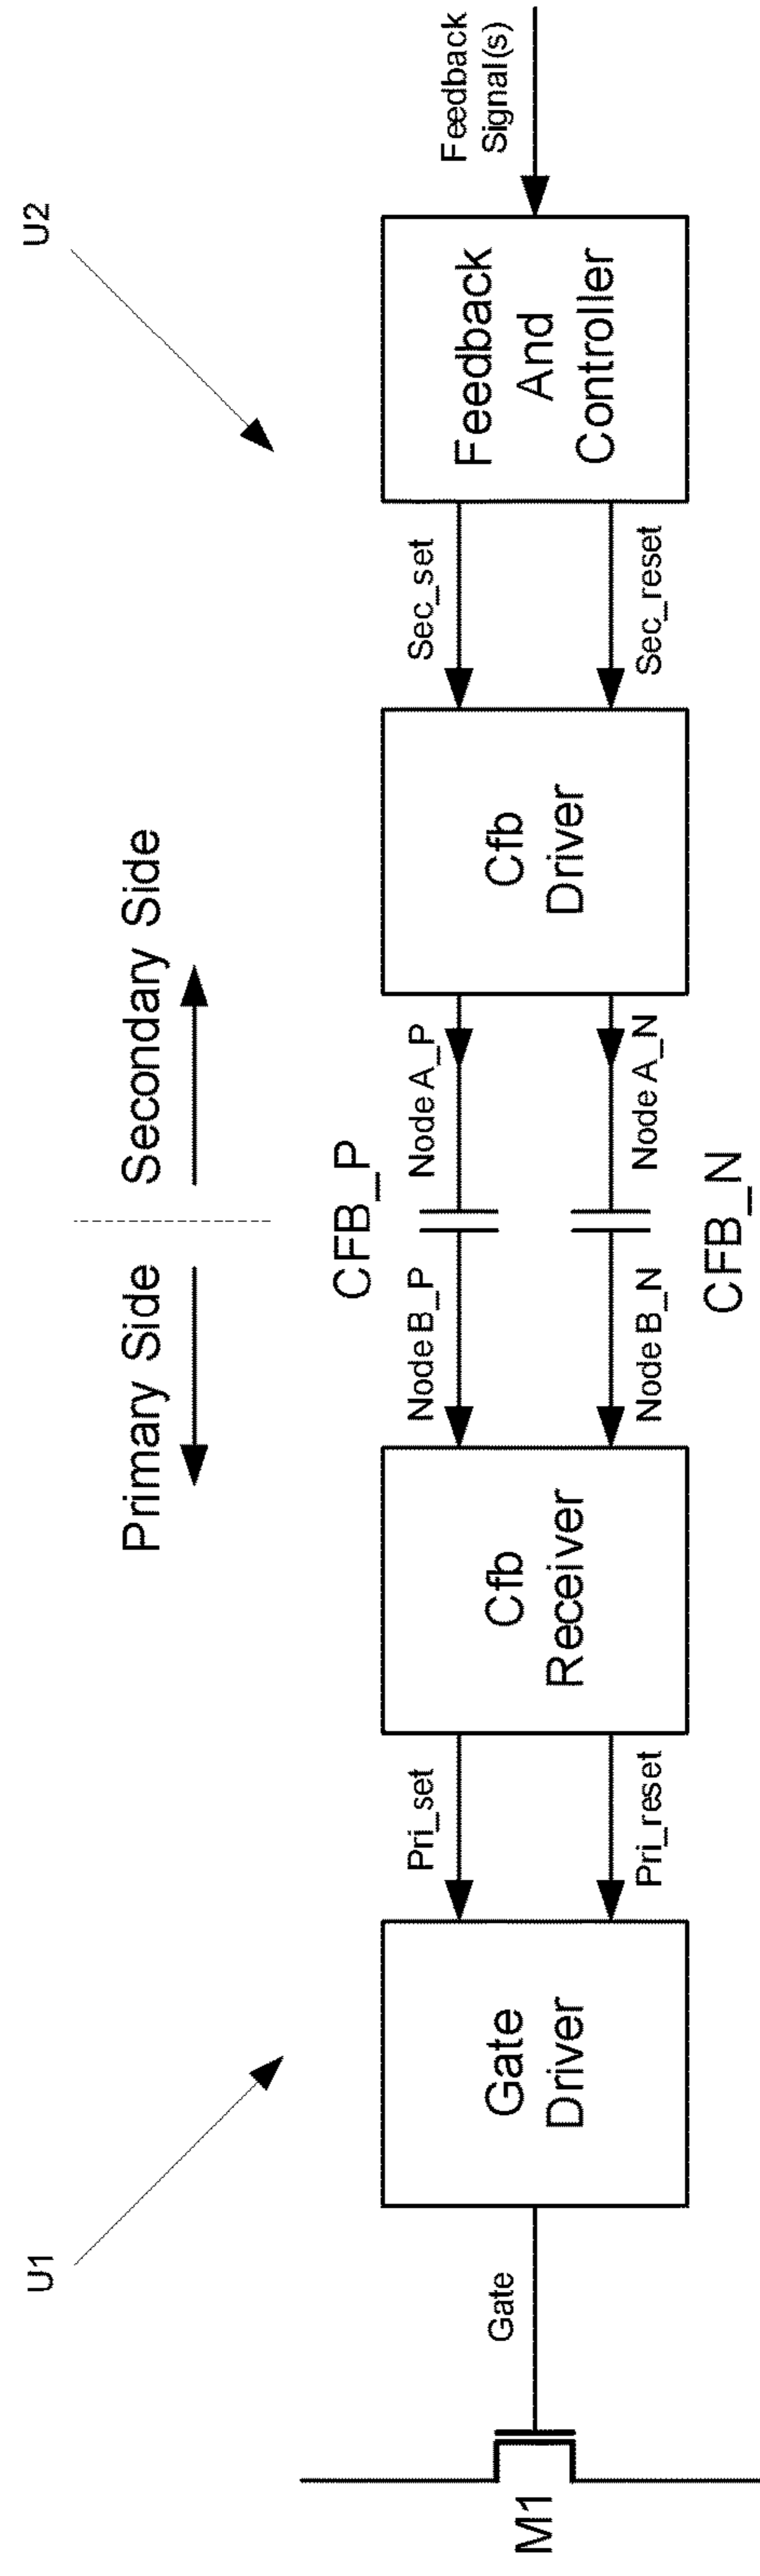 U1
U2
Primary Side
Secondary Side
CFB_P
Gate
Pri_set
Node B_P
Node A_P
Sec_set
Feedback
Signal(s)
M1
Gate
Driver
Cfb
Receiver
Cfb
Driver
Feedback
And
Controller
Pri_reset
Node B_N
Node A_N
Sec_reset
CFB_N